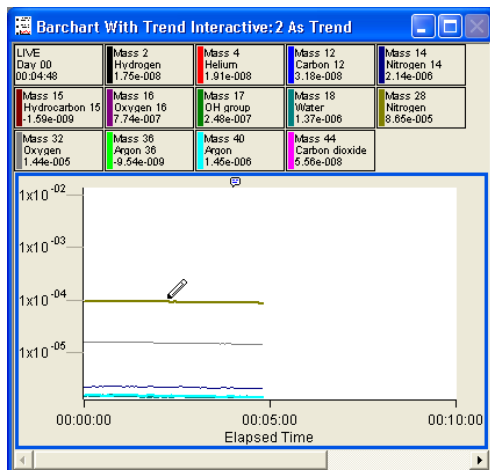 Barchart With Trend Interactive:2 As Trend
LIVE
Day 00
00:04:48
Mass 2
Hydrogen
1.75e-008
Mass 4
Helium
1.91e-008
Mass 12
Carbon 12
3.18e-008
Mass 14
Nitrogen 14
2.14e-006
Mass 15
Hydrocarbon 15
-1.59e-009
Mass 16
Oxygen 16
7.74e-007
Mass 17
OH group
2.48e-007
Mass 18
Water
1.37e-006
Mass 28
Nitrogen
8.65e-005
Mass 32
Oxygen
1.44e-005
Mass 36
Argon 36
-9.54e-009
Mass 40
Argon
1.45e-006
Mass 44
Carbon dioxide
5.56e-008
1x10 -02
1x10 -03
1x10 -04
1x10 -05
00:00:00 00:05:00 00:10:00
Elapsed Time